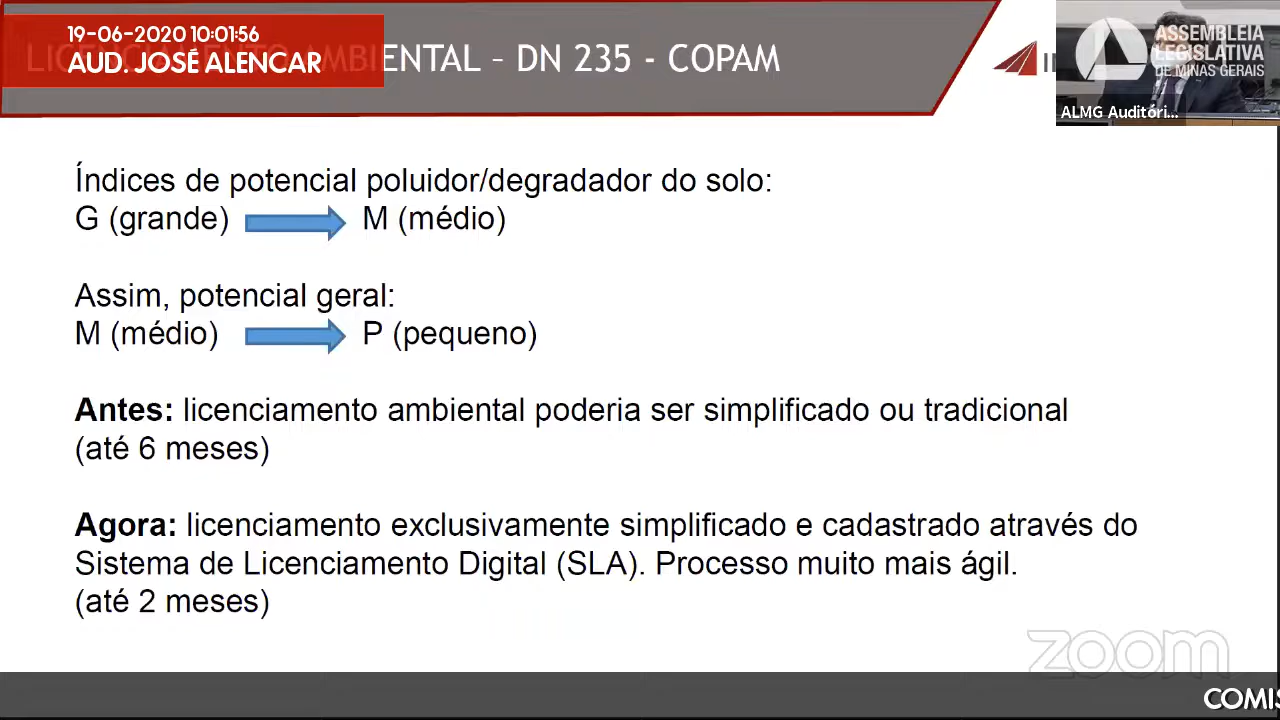 19-06-2020 10:01:56
AUD. JOSÉ ALENCAR
ENTAL - DN 235 - COPAM
ASSEMBLEIA
LEGISLATIVA
DE MINAS GERAIS
ALMG Auditóri...
Índices de potencial poluidor/degradador do solo:
G (grande) M (médio)
Assim, potencial geral:
M (médio) P (pequeno)
Antes: licenciamento ambiental poderia ser simplificado ou tradicional
(até 6 meses)
Agora: licenciamento exclusivamente simplificado e cadastrado através do
Sistema de Licenciamento Digital (SLA). Processo muito mais ágil.
(até 2 meses)
zoom
COMIS